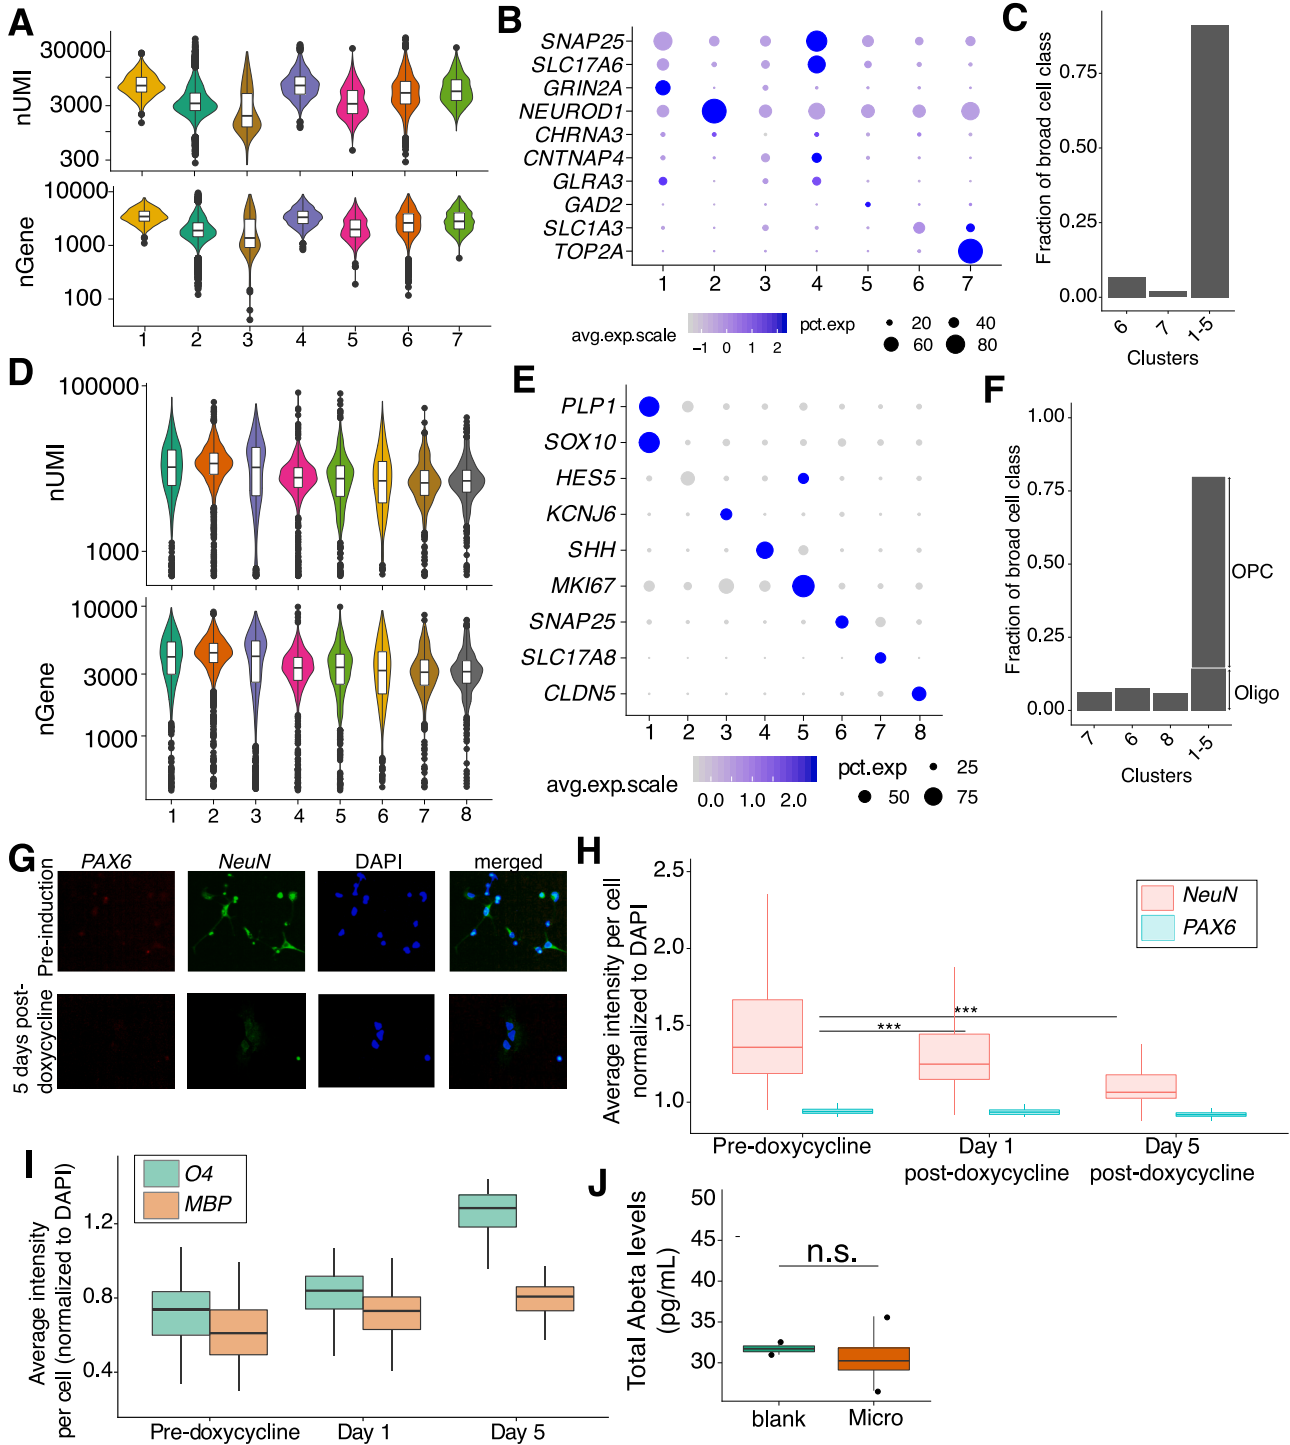 A
nUMI
30000
3000
300
nGene
10000
1000
100
1 2 3 4 5 6 7
B
SNAP25
SLC17A6
GRIN2A
NEUROD1
CHRNA3
CNTNAP4
GLRA3
GAD2
SLC1A3
TOP2A
1 2 3 4 5 6 7
avg.exp.scale
−1 0 1 2
pct.exp
20 40
60 80
C
Fraction of broad cell class
0.75
0.50
0.25
0.00
6 7 1-5
Clusters
D
nUMI
100000
1000
nGene
10000
3000
1000
1 2 3 4 5 6 7 8
E
PLP1
SOX10
HES5
KCNJ6
SHH
MKI67
SNAP25
SLC17A8
CLDN5
1 2 3 4 5 6 7 8
avg.exp.scale
0.0 1.0 2.0
pct.exp
25
50 75
F
Fraction of broad cell class
1.00
0.75
0.50
0.25
0.00
OPC
Oligo
7 6 8 1-5
Clusters
G
PAX6 NeuN DAPI merged
Pre-induction
5 days post-
doxycycline
H
Average intensity per cell
normalized to DAPI
2.5
2.0
1.5
1.0
NeuN
PAX6
***
***
Pre-doxycycline
Day 1
post-doxycycline
Day 5
post-doxycycline
I
Average intensity
per cell (normalized to DAPI)
O4
MBP
1.2
0.8
0.4
Pre-doxycycline Day 1 Day 5
J
Total Abeta levels
(pg/mL)
50
45
40
35
30
n.s.
blank Micro